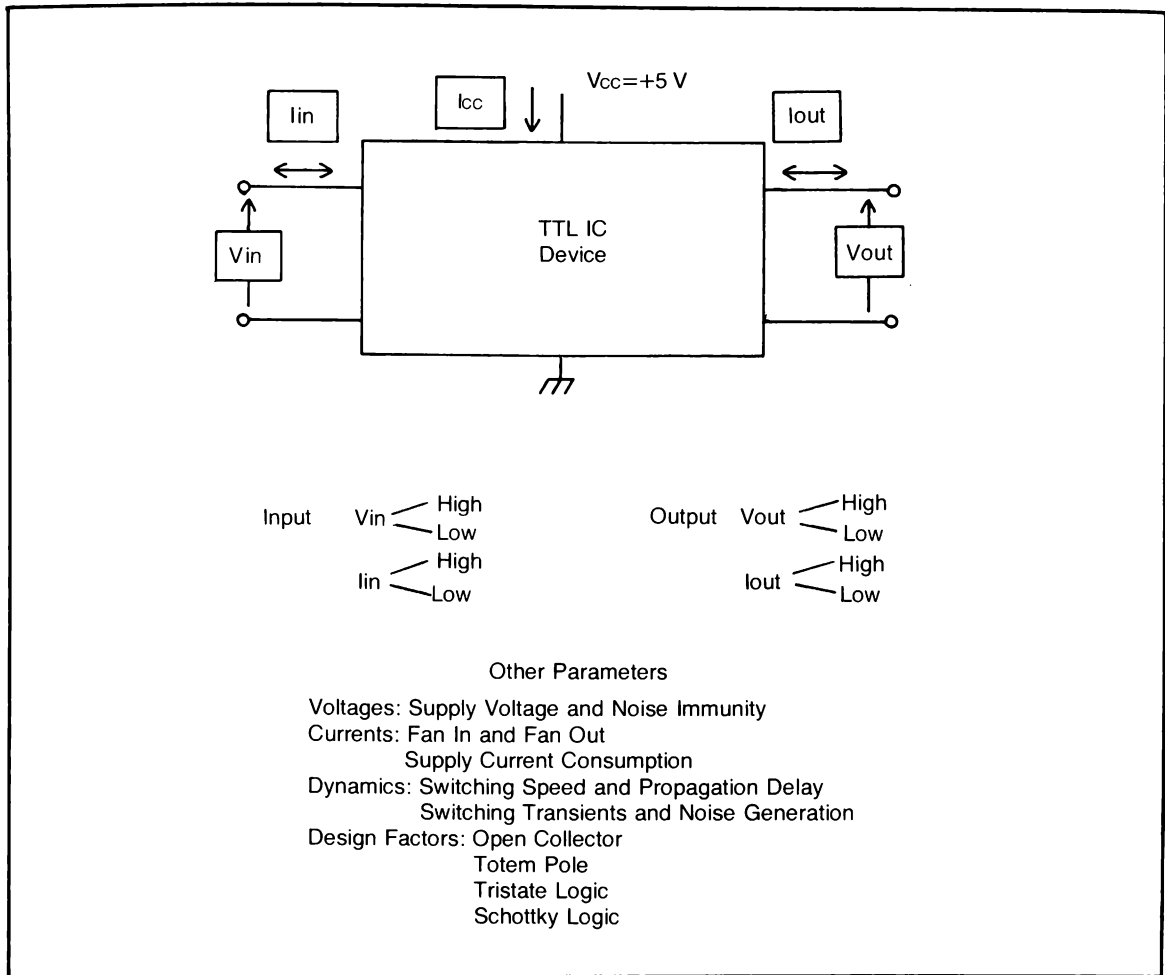 Vcc=+5 V
Iin
Icc
Iout
TTL IC
Device
Vin
Vout
Input Vin High
Low
Iin High
Low
Output Vout High
Low
Iout High
Low
Other Parameters
Voltages: Supply Voltage and Noise Immunity
Currents: Fan In and Fan Out
Supply Current Consumption
Dynamics: Switching Speed and Propagation Delay
Switching Transients and Noise Generation
Design Factors: Open Collector
Totem Pole
Tristate Logic
Schottky Logic